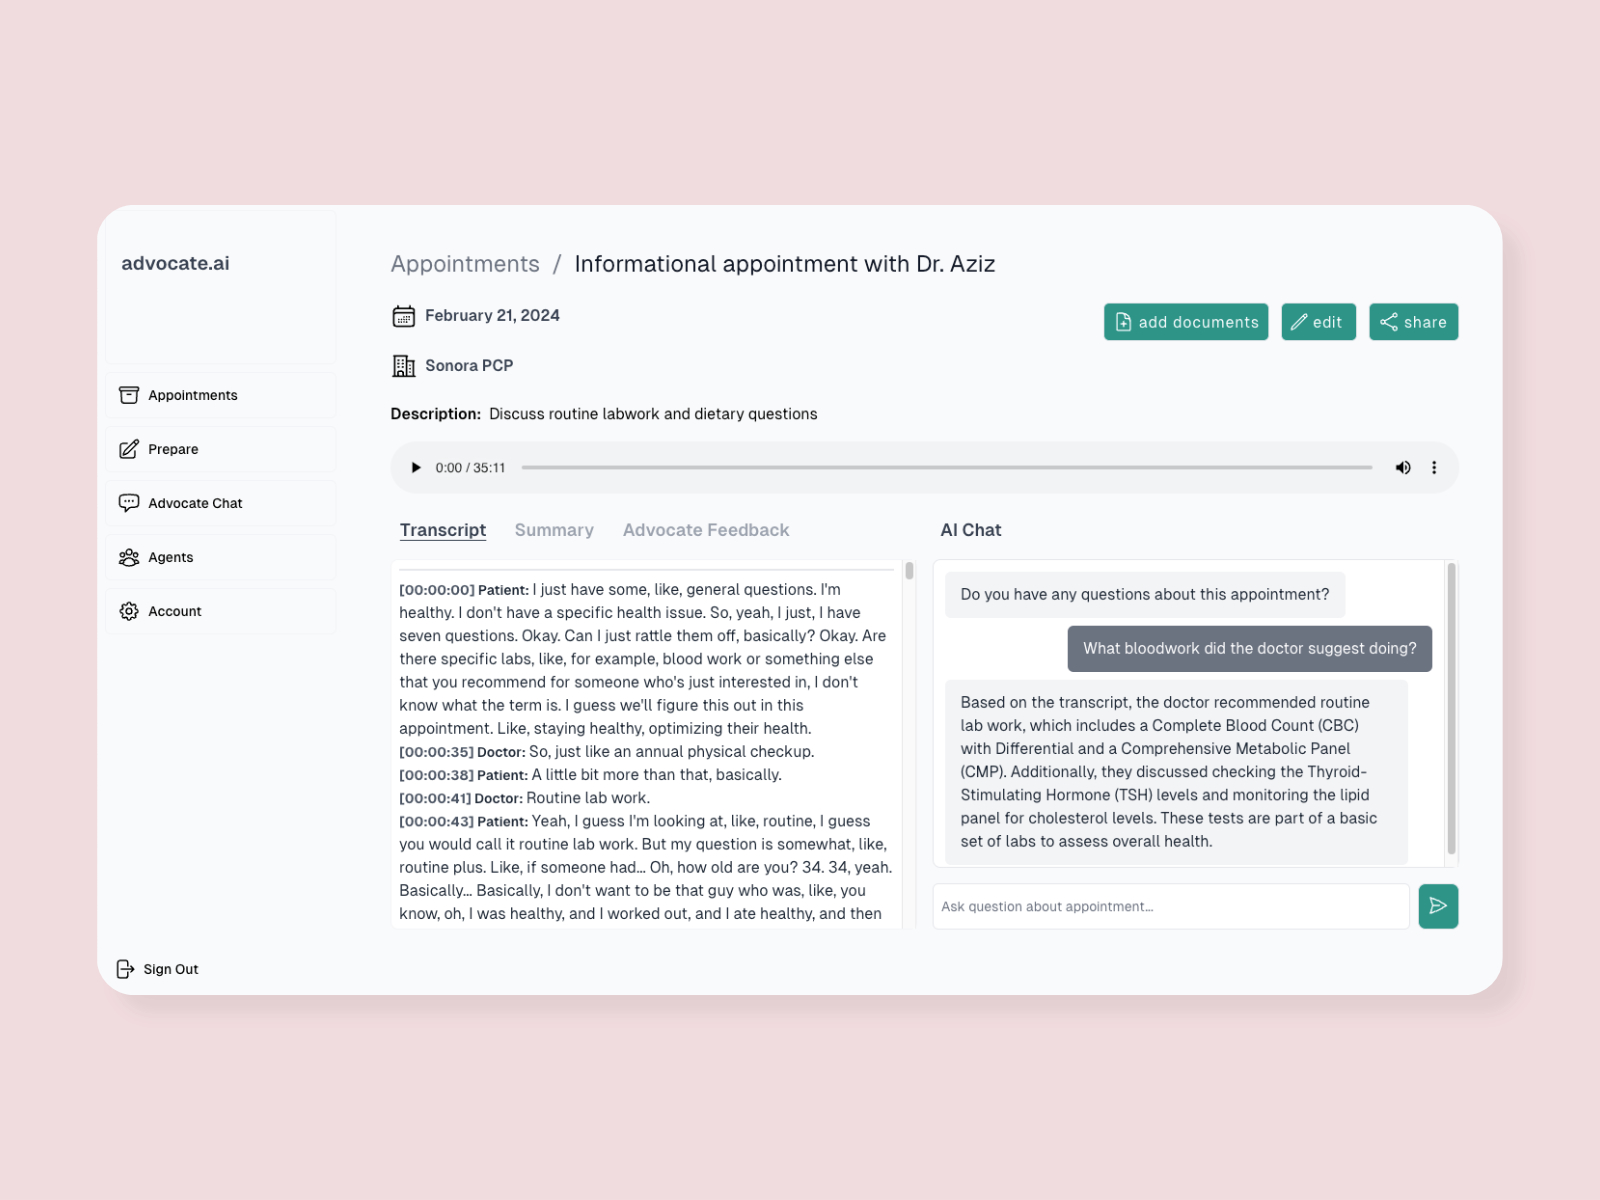 advocate.ai
Appointments
Prepare
Advocate Chat
Agents
Account
Sign Out
Appointments / Informational appointment with Dr. Aziz
February 21, 2024
add documents
edit
share
Sonora PCP
Description: Discuss routine labwork and dietary questions
0:00 / 35:11
Transcript
Summary
Advocate Feedback
[00:00:00] Patient: I just have some, like, general questions. I'm
healthy. I don't have a specific health issue. So, yeah, I just, I have
seven questions. Okay. Can I just rattle them off, basically? Okay. Are
there specific labs, like, for example, blood work or something else
that you recommend for someone who's just interested in, I don't
know what the term is. I guess we'll figure this out in this
appointment. Like, staying healthy, optimizing their health.
[00:00:35] Doctor: So, just like an annual physical checkup.
[00:00:38] Patient: A little bit more than that, basically.
[00:00:41] Doctor: Routine lab work.
[00:00:43] Patient: Yeah, I guess I'm looking at, like, routine, I guess
you would call it routine lab work. But my question is somewhat, like,
routine plus. Like, if someone had... Oh, how old are you? 34. 34, yeah.
Basically... Basically, I don't want to be that guy who was, like, you
know, oh, I was healthy, and I worked out, and I ate healthy, and then
AI Chat
Do you have any questions about this appointment?
What bloodwork did the doctor suggest doing?
Based on the transcript, the doctor recommended routine
lab work, which includes a Complete Blood Count (CBC)
with Differential and a Comprehensive Metabolic Panel
(CMP). Additionally, they discussed checking the Thyroid-
Stimulating Hormone (TSH) levels and monitoring the lipid
panel for cholesterol levels. These tests are part of a basic
set of labs to assess overall health.
Ask question about appointment...